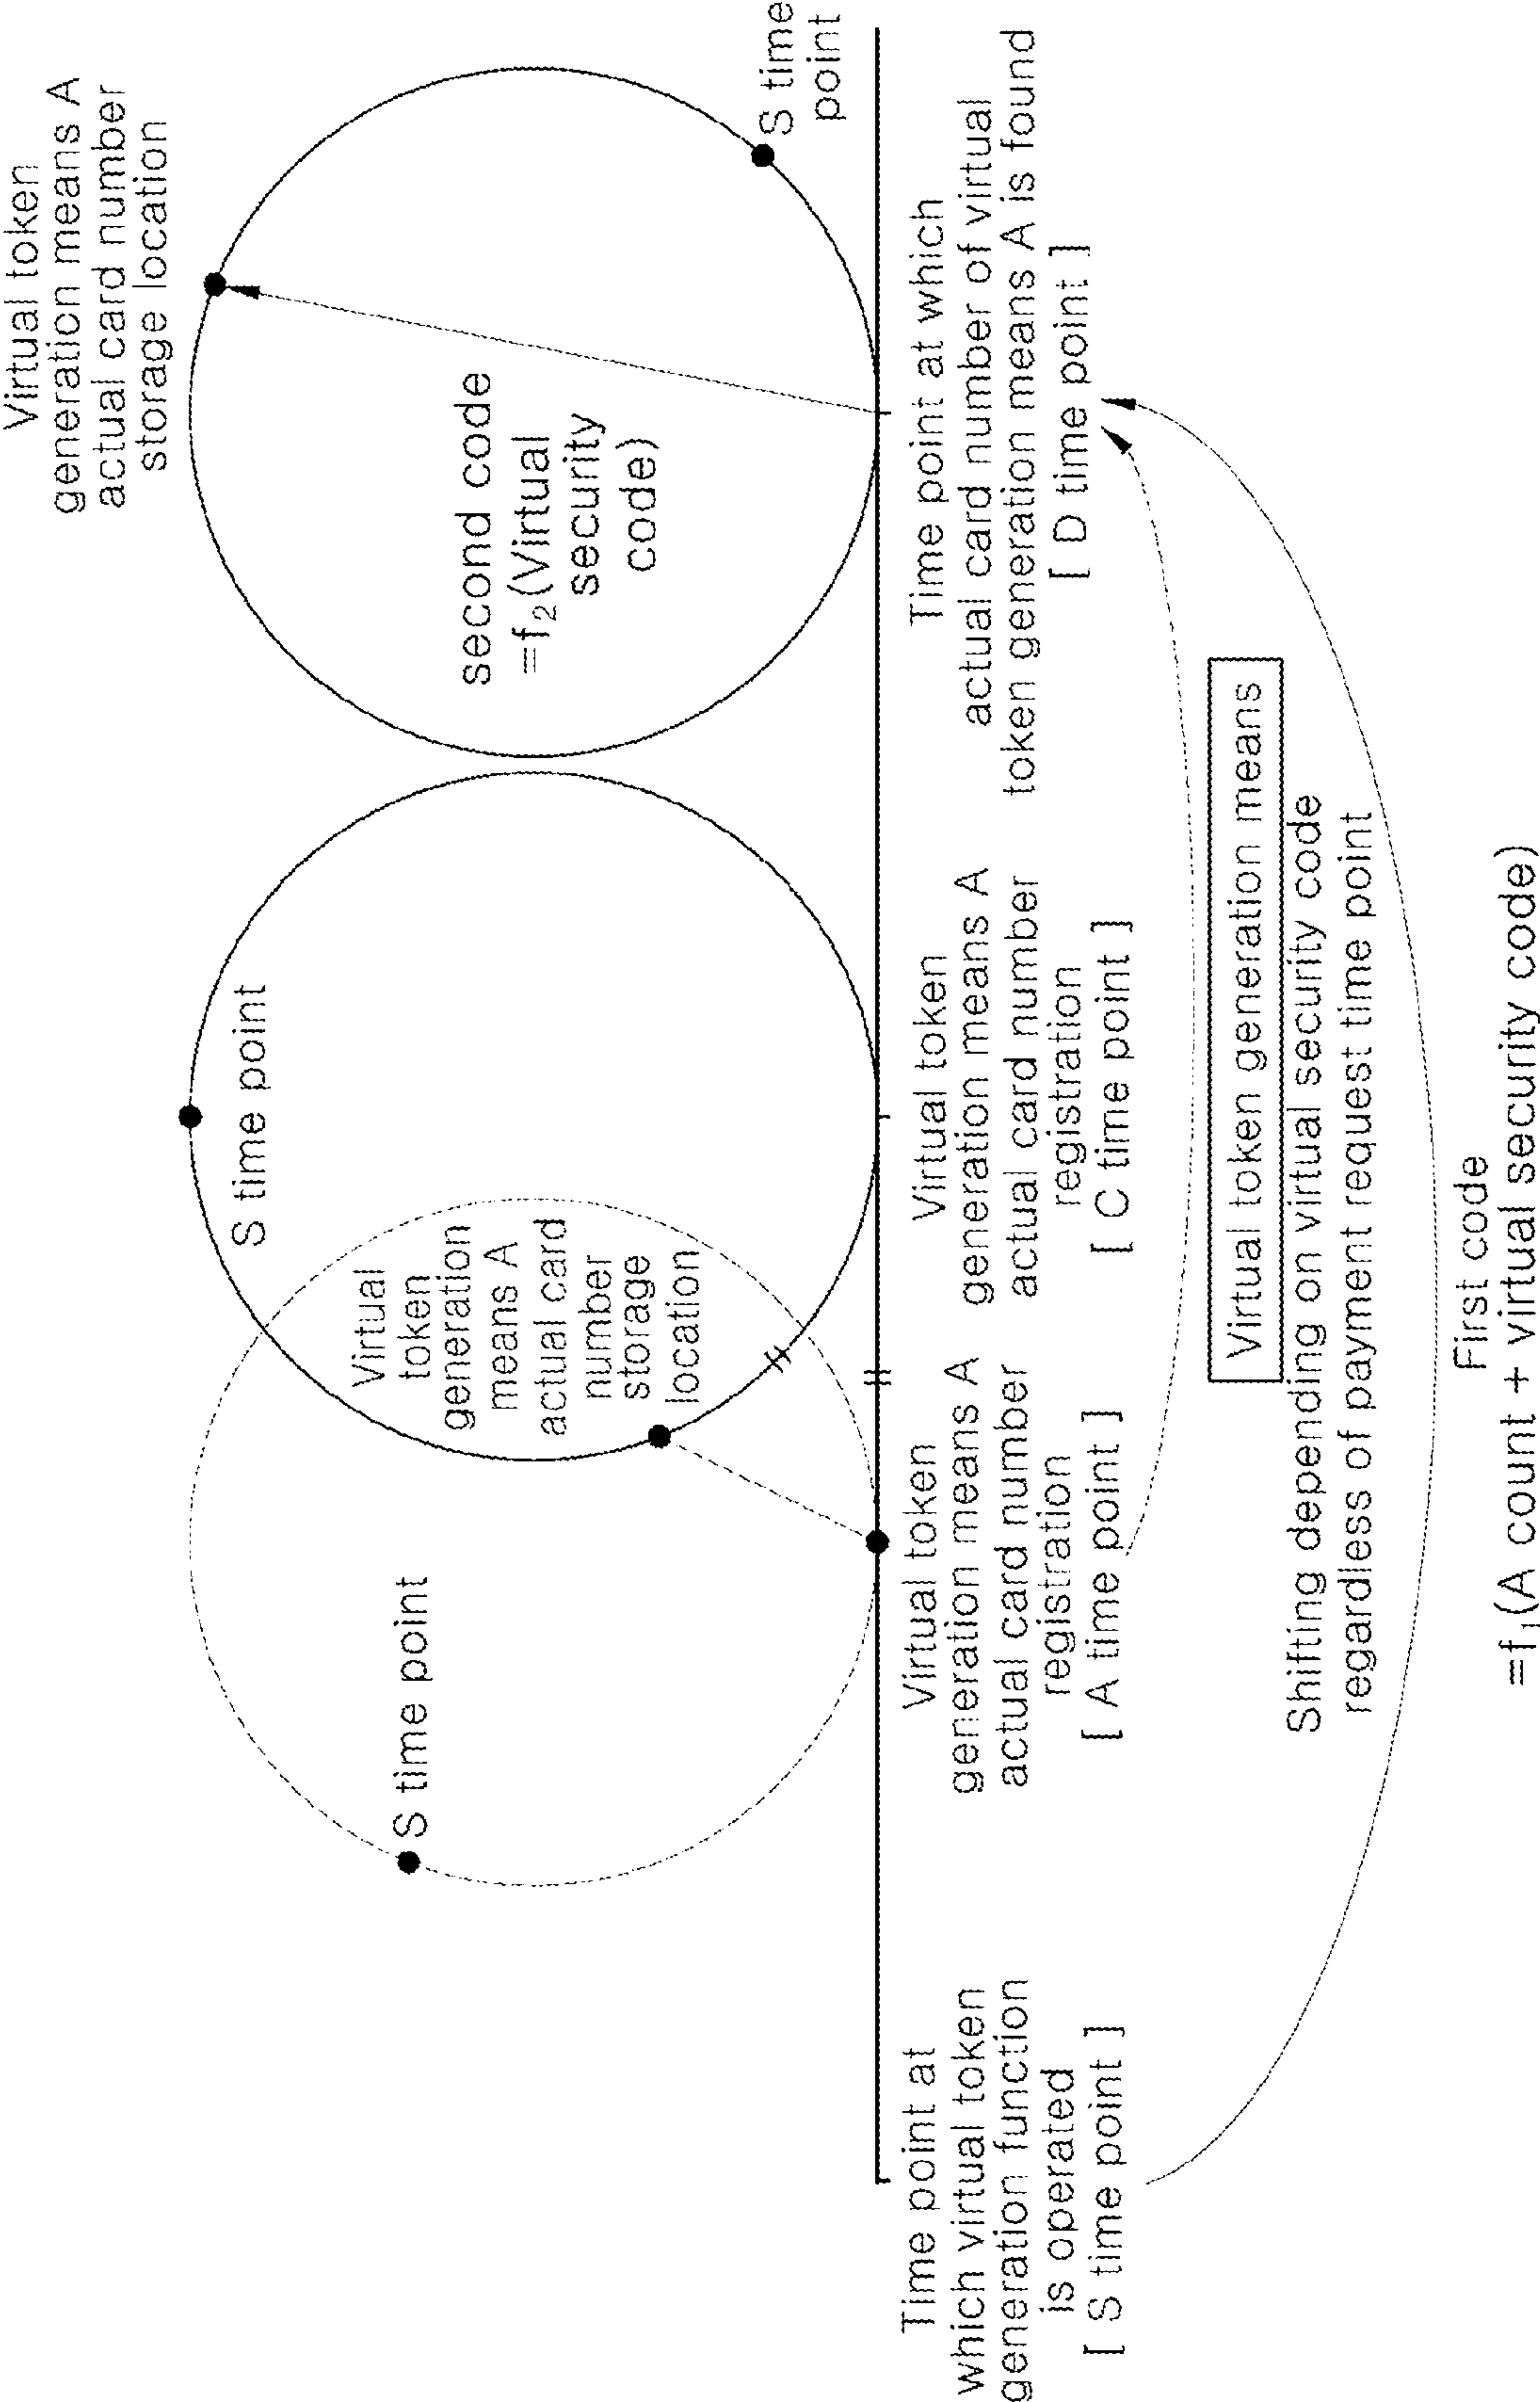 Virtual token
generation means A
actual card number
storage location
S time point
S time point
Virtual
token
generation
means A
actual card
number
storage
location
second code
=f₂(Virtual
security
code)
S time
point
Time point at
which virtual token
generation function
is operated
[ S time point ]
Virtual token
generation means A
actual card number
registration
[ A time point ]
Virtual token
generation means A
actual card number
registration
[ C time point ]
Time point at which
actual card number of virtual
token generation means A is found
[ D time point ]
Virtual token generation means
Shifting depending on virtual security code
regardless of payment request time point
First code
=f₁(A count + virtual security code)